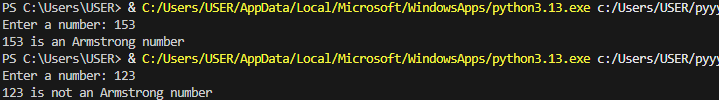 PS C:\Users\USER> & C:/Users/USER/AppData/Local/Microsoft/WindowsApps/python3.13.exe c:/Users/USER/pyyy
Enter a number: 153
153 is an Armstrong number
PS C:\Users\USER> & C:/Users/USER/AppData/Local/Microsoft/WindowsApps/python3.13.exe c:/Users/USER/pyyy
Enter a number: 123
123 is not an Armstrong number